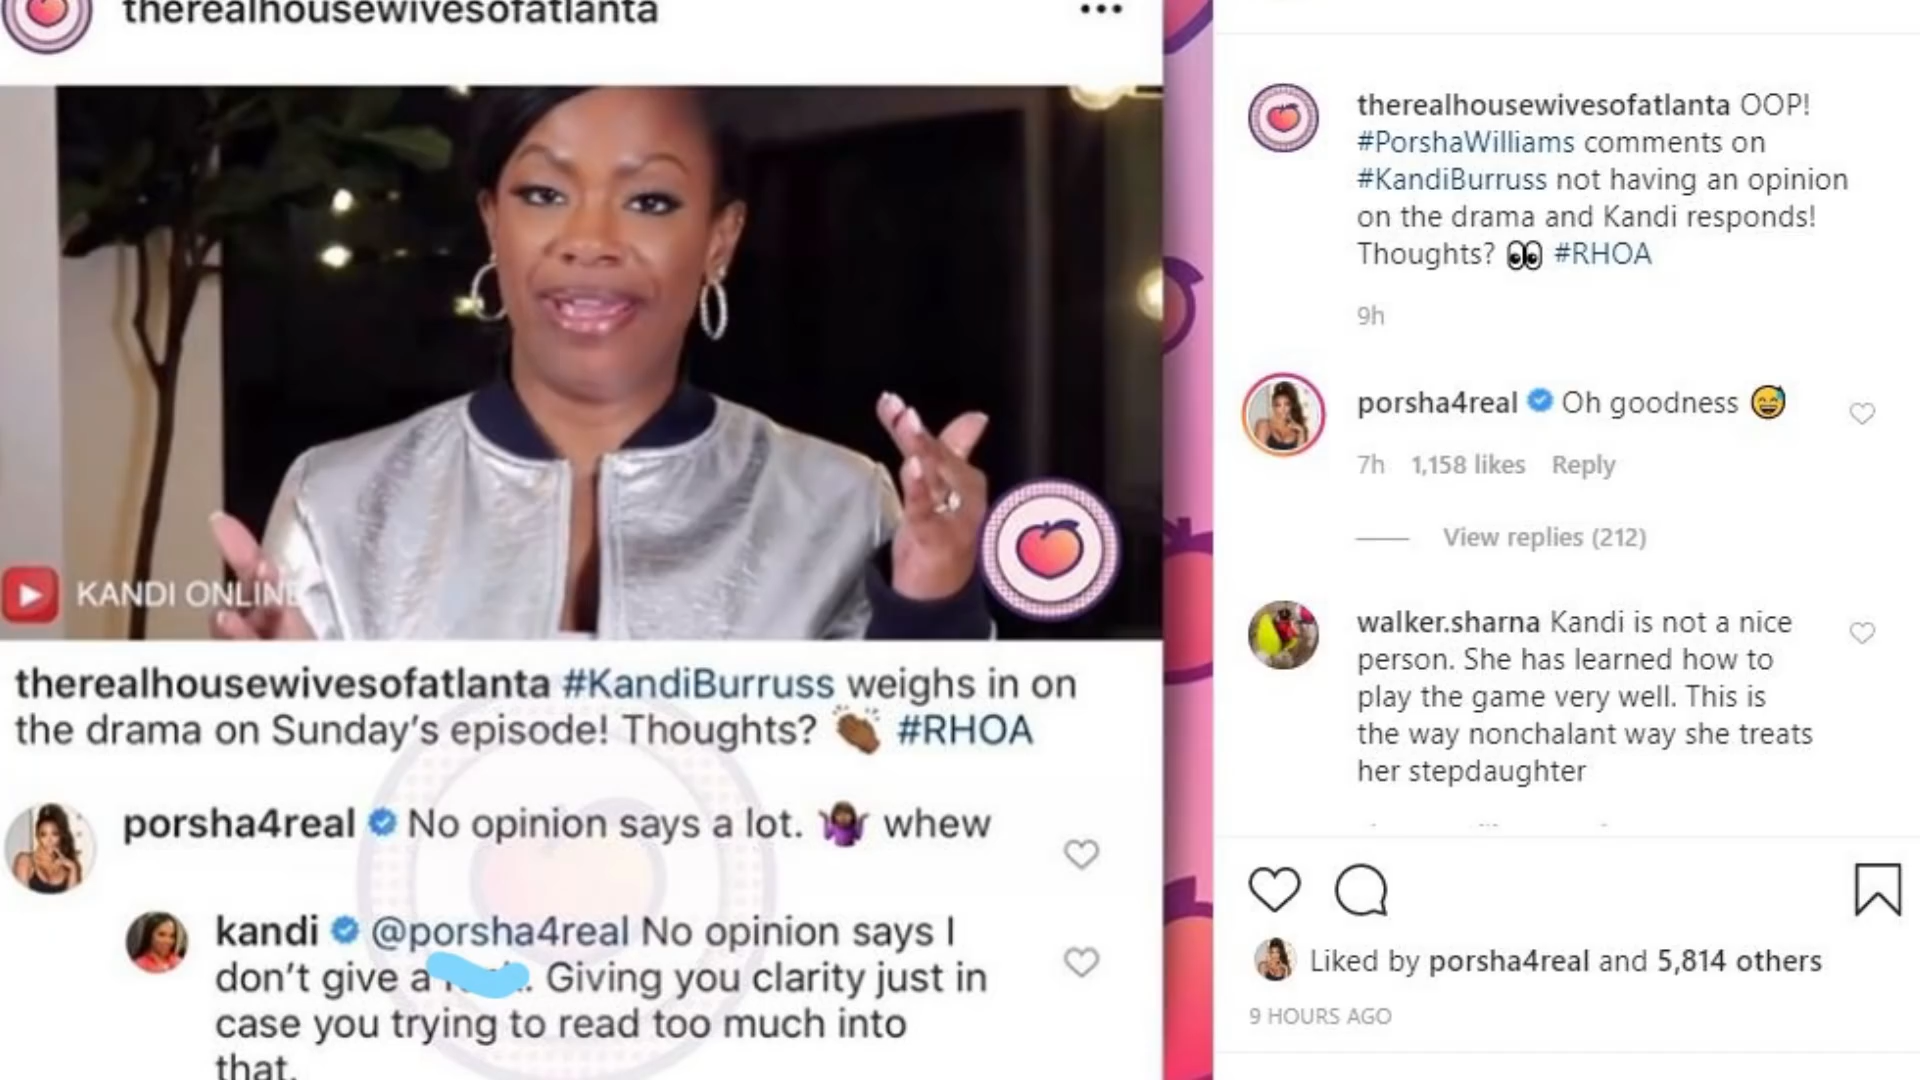 therealhousewivesofatlanta
KANDI ONLINE
therealhousewivesofatlanta #KandiBurruss weighs in on
the drama on Sunday's episode! Thoughts? 👏🏾 #RHOA
porsha4real No opinion says a lot. 🤷🏾‍♀️ whew
kandi @porsha4real No opinion says I
don't give a . Giving you clarity just in
case you trying to read too much into
that.
therealhousewivesofatlanta OOP!
#PorshaWilliams comments on
#KandiBurruss not having an opinion
on the drama and Kandi responds!
Thoughts? 👀 #RHOA
9h
porsha4real Oh goodness 😅
7h 1,158 likes Reply
View replies (212)
walker.sharna Kandi is not a nice
person. She has learned how to
play the game very well. This is
the way nonchalant way she treats
her stepdaughter
Liked by porsha4real and 5,814 others
9 HOURS AGO